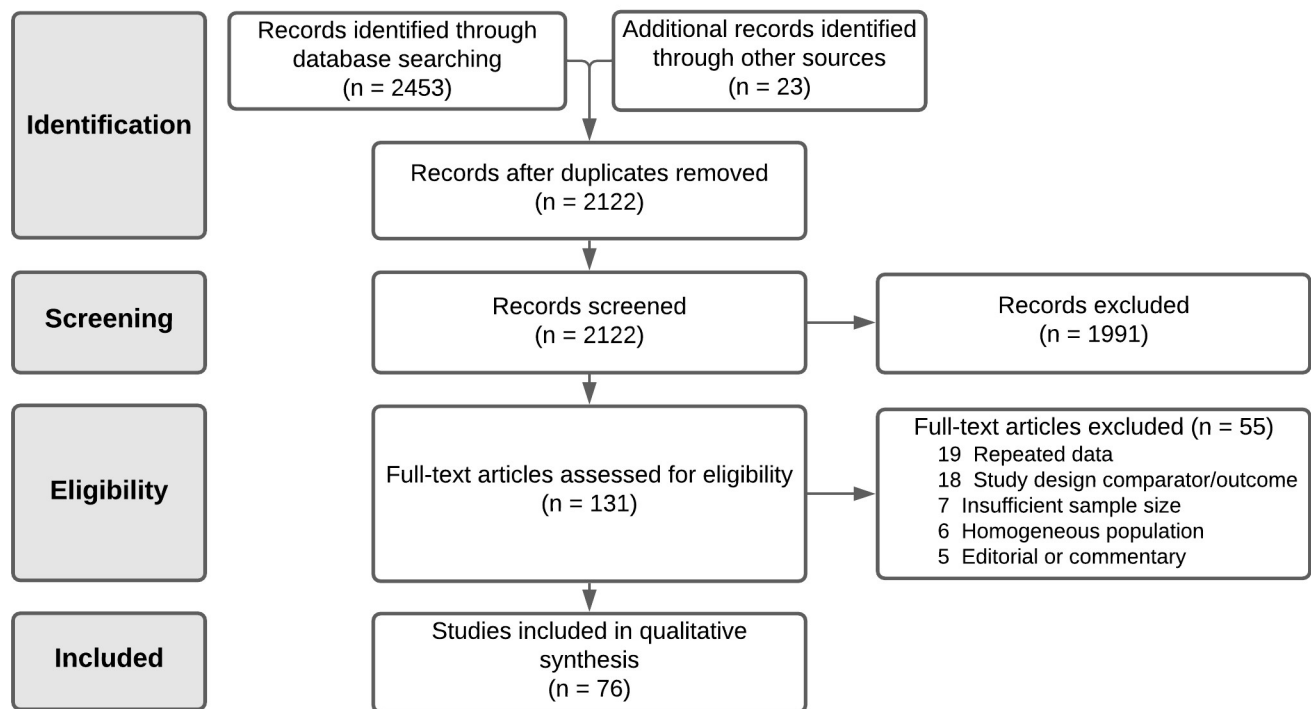 Identification
Records identified through
database searching
(n = 2453)
Additional records identified
through other sources
(n = 23)
Records after duplicates removed
(n = 2122)
Screening
Records screened
(n = 2122)
Records excluded
(n = 1991)
Eligibility
Full-text articles assessed for eligibility
(n = 131)
Full-text articles excluded (n = 55)
19 Repeated data
18 Study design comparator/outcome
7 Insufficient sample size
6 Homogeneous population
5 Editorial or commentary
Included
Studies included in qualitative
synthesis
(n = 76)